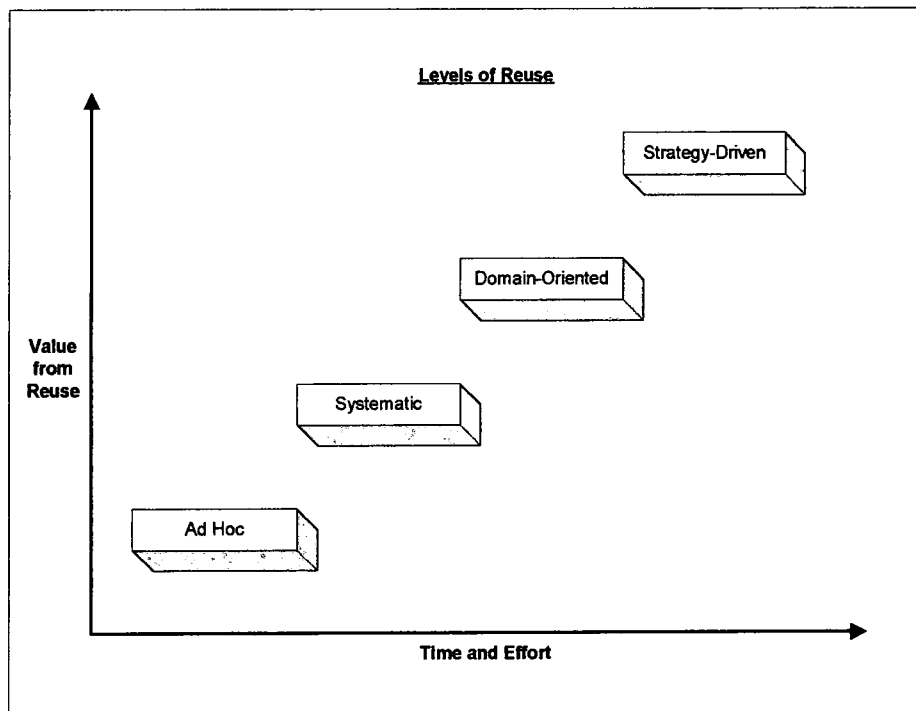 Levels of Reuse
Strategy-Driven
Domain-Oriented
Value
from
Reuse
Systematic
Ad Hoc
Time and Effort